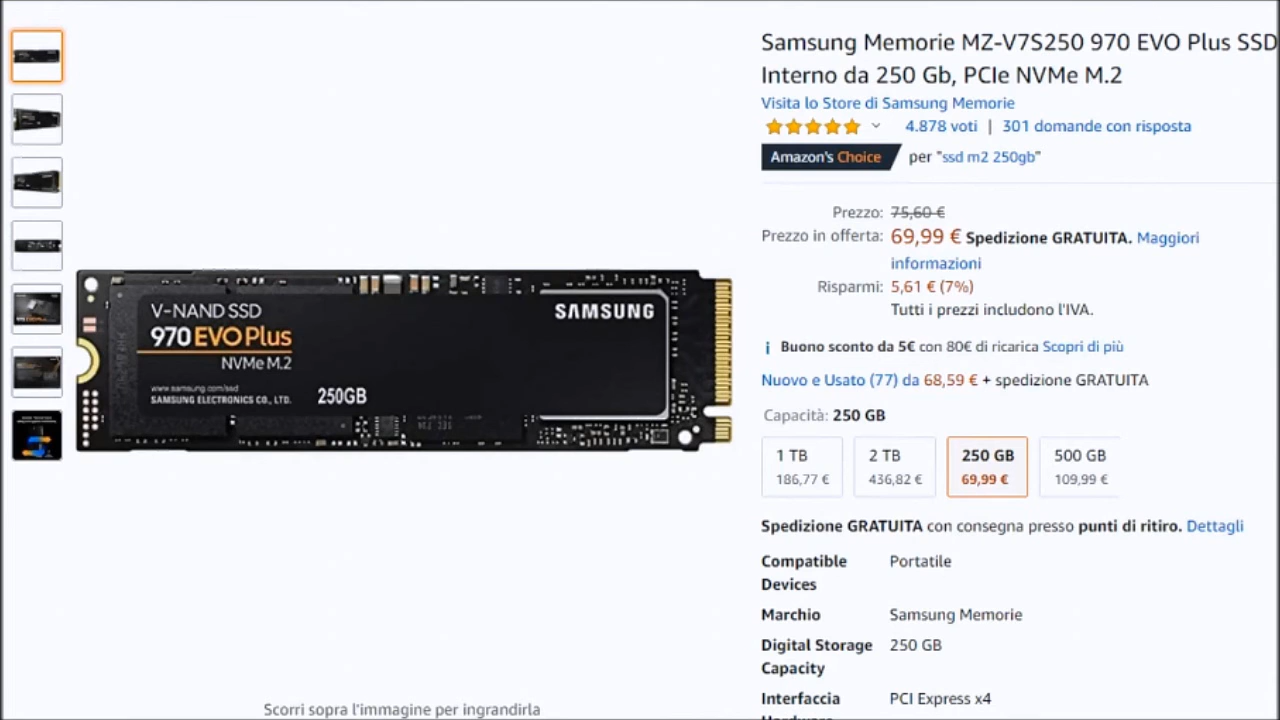 Samsung Memorie MZ-V7S250 970 EVO Plus SSD
Interno da 250 Gb, PCIe NVMe M.2
Visita lo Store di Samsung Memorie
4.878 voti | 301 domande con risposta
Amazon's Choice per "ssd m2 250gb"
Prezzo: 75,60 €
Prezzo in offerta: 69,99 € Spedizione GRATUITA. Maggiori
informazioni
Risparmi: 5,61 € (7%)
Tutti i prezzi includono l'IVA.
Buono sconto da 5€ con 80€ di ricarica Scopri di più
Nuovo e Usato (77) da 68,59 € + spedizione GRATUITA
Capacità: 250 GB
1 TB 2 TB 250 GB 500 GB
186,77 € 436,82 € 69,99 € 109,99 €
Spedizione GRATUITA con consegna presso punti di ritiro. Dettagli
Compatible Portatile
Devices
Marchio Samsung Memorie
Digital Storage 250 GB
Capacity
Interfaccia PCI Express x4
V-NAND SSD
970 EVO Plus
NVMe M.2
www.samsung.com/ssd
SAMSUNG ELECTRONICS CO., LTD.
250GB
SAMSUNG
Scorri sopra l'immagine per ingrandirla